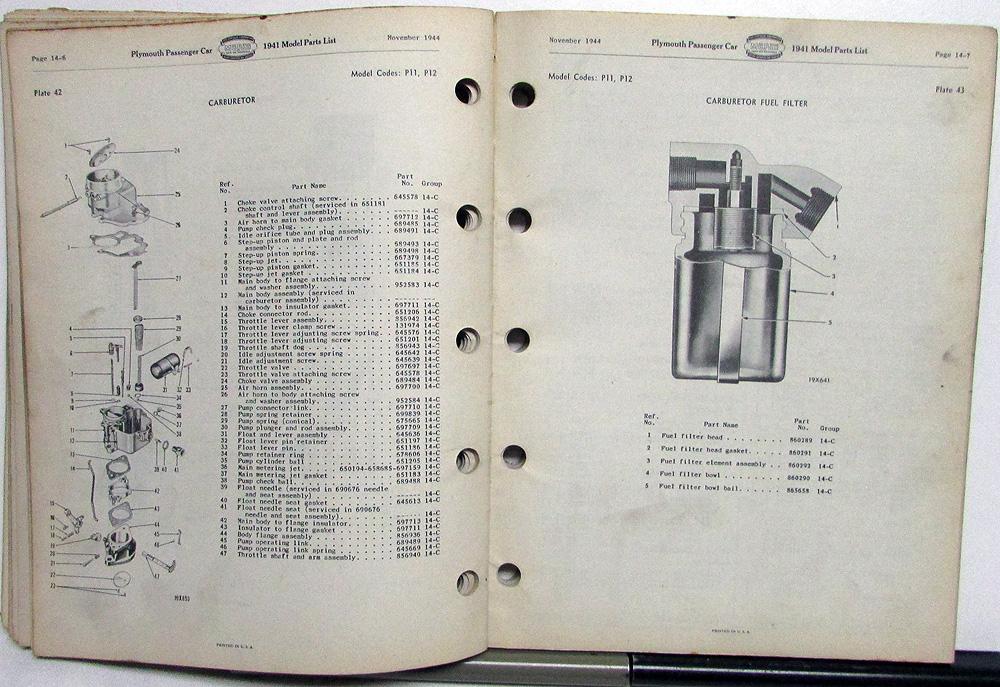 Page 14-6
Plymouth Passenger Car 1941 Model Parts List
November 1944
Model Codes: P11, P12
Plate 42
CARBURETOR
Ref. No. Part Name Part No. Group
1 Choke valve attaching screw. 645578 14-C
2 Choke control shaft (serviced in 651181
shaft and lever assembly). 14-C
3 Air horn to main body gasket 697712 14-C
4 Pump check plug. 689485 14-C
5 Idle orifice tube and plug assembly. 689491 14-C
6 Step-up piston and plate and rod
assembly 689493 14-C
7 Step-up piston spring. 689498 14-C
8 Step-up jet. 667379 14-C
9 Step-up piston gasket. 651185 14-C
10 Step-up jet gasket 651184 14-C
11 Main body to flange attaching screw
and washer assembly. 952583 14-C
12 Main body assembly (serviced in
carburetor assembly)
13 Main body to insulator gasket. 697711 14-C
14 Choke connector rod. 651206 14-C
15 Throttle lever assembly. 856942 14-C
16 Throttle lever clamp screw. 131974 14-C
17 Throttle lever adjusting screw spring. 645576 14-C
18 Throttle lever adjusting screw 651201 14-C
19 Throttle shaft dog 856943 14-C
20 Idle adjustment screw spring 645642 14-C
21 Idle adjustment screw. 645639 14-C
22 Throttle valve 697697 14-C
23 Throttle valve attaching screw 645578 14-C
24 Choke valve assembly 689484 14-C
25 Air horn assembly. 697700 14-C
26 Air horn to body attaching screw
and washer assembly. 952584 14-C
27 Pump connector link. 697710 14-C
28 Pump spring retainer 698839 14-C
29 Pump spring (conical). 575565 14-C
30 Pump plunger and rod assembly. 697709 14-C
31 Float and lever assembly 645636 14-C
32 Float lever pin retainer 651197 14-C
33 Float lever pin. 651186 14-C
34 Pump retainer ring 578606 14-C
35 Pump cylinder ball 651205 14-C
36 Main metering jet. 650194-658685-697159 14-C
37 Main metering jet gasket 651183 14-C
38 Pump check ball. 689488 14-C
39 Float needle (serviced in 690676 needle
and seat assembly) 14-C
40 Float needle seat gasket 645613 14-C
41 Float needle seat (serviced in 690676
needle and seat assembly). 14-C
42 Main body to flange insulator. 697713 14-C
43 Insulator to flange gasket 697711 14-C
44 Body flange assembly 856936 14-C
45 Pump operating link. 689489 14-C
46 Pump operating link spring 645669 14-C
47 Throttle shaft and arm assembly. 856940 14-C
PRINTED IN U.S.A.
November 1944
Plymouth Passenger Car 1941 Model Parts List
Page 14-7
Model Codes: P11, P12
Plate 43
CARBURETOR FUEL FILTER
2
3
4
5
19X641
Ref. No. Part Name Part No. Group
1 Fuel filter head 860289 14-C
2 Fuel filter head gasket. 860291 14-C
3 Fuel filter element assembly 860293 14-C
4 Fuel filter bowl 860290 14-C
5 Fuel filter bowl bail. 865658 14-C
PRINTED IN U.S.A.